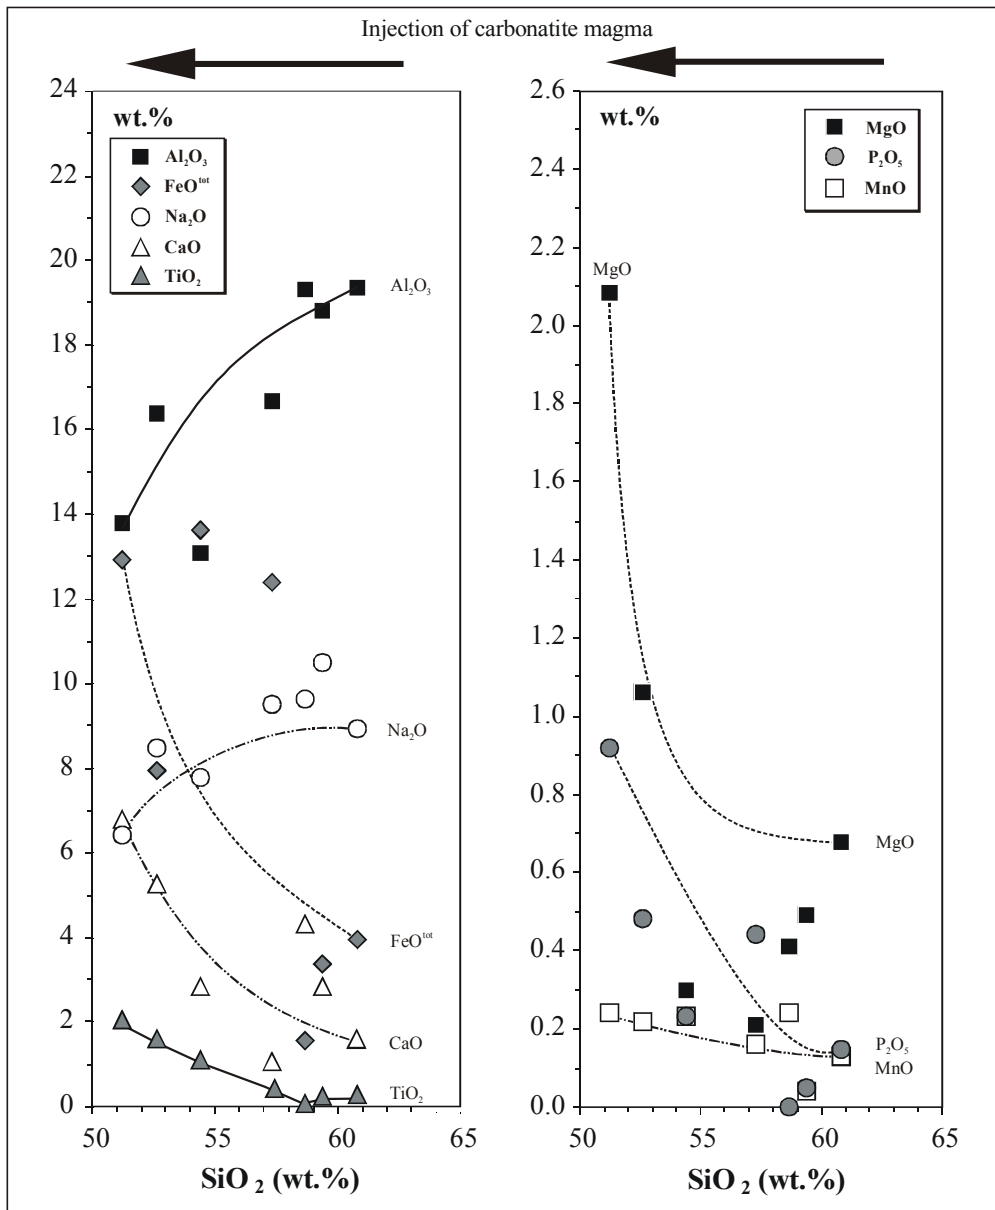 Injection of carbonatite magma
wt.%
Al₂O₃
FeOᵗᵒᵗ
Na₂O
CaO
TiO₂
24
22
20
18
16
14
12
10
8
6
4
2
0
Al₂O₃
Na₂O
FeOᵗᵒᵗ
CaO
TiO₂
50
55
60
65
SiO₂ (wt.%)
wt.%
MgO
P₂O₅
MnO
2.6
2.4
2.2
2.0
1.8
1.6
1.4
1.2
1.0
0.8
0.6
0.4
0.2
0.0
MgO
MgO
P₂O₅
MnO
50
55
60
65
SiO₂ (wt.%)